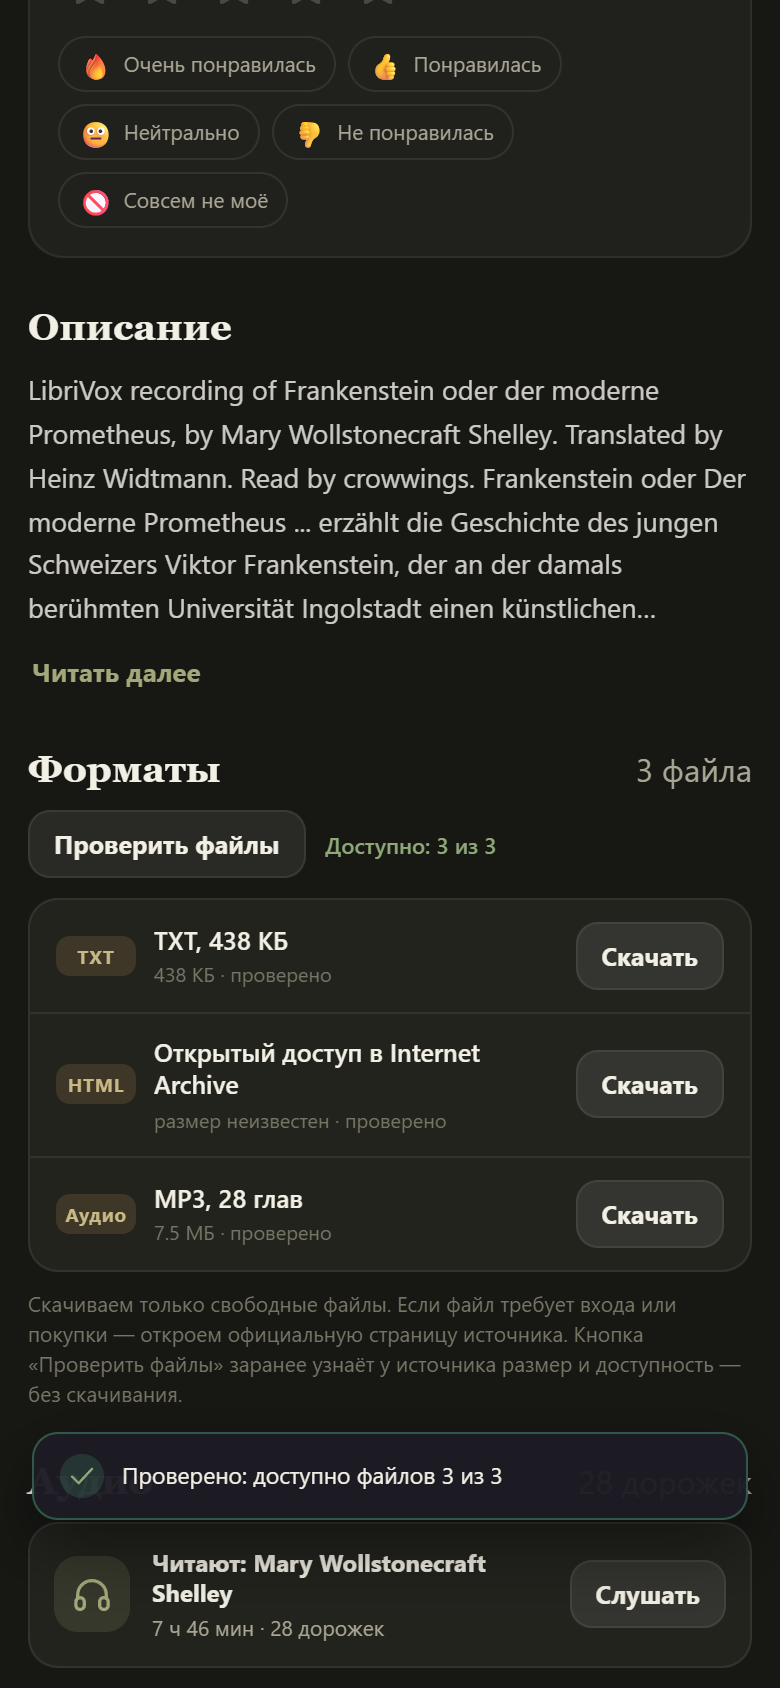 Очень понравилась
Понравилась
Нейтрально
Не понравилась
Совсем не моё
Описание
LibriVox recording of Frankenstein oder der moderne
Prometheus, by Mary Wollstonecraft Shelley. Translated by
Heinz Widtmann. Read by crowwings. Frankenstein oder Der
moderne Prometheus ... erzählt die Geschichte des jungen
Schweizers Viktor Frankenstein, der an der damals
berühmten Universität Ingolstadt einen künstlichen...
Читать далее
Форматы
3 файла
Проверить файлы
Доступно: 3 из 3
TXT
TXT, 438 КБ
438 КБ · проверено
Скачать
HTML
Открытый доступ в Internet
Archive
размер неизвестен · проверено
Скачать
Аудио
MP3, 28 глав
7.5 МБ · проверено
Скачать
Скачиваем только свободные файлы. Если файл требует входа или
покупки — откроем официальную страницу источника. Кнопка
«Проверить файлы» заранее узнаёт у источника размер и доступность —
без скачивания.
Аудио
28 дорожек
Проверено: доступно файлов 3 из 3
Читают: Mary Wollstonecraft
Shelley
7 ч 46 мин · 28 дорожек
Слушать